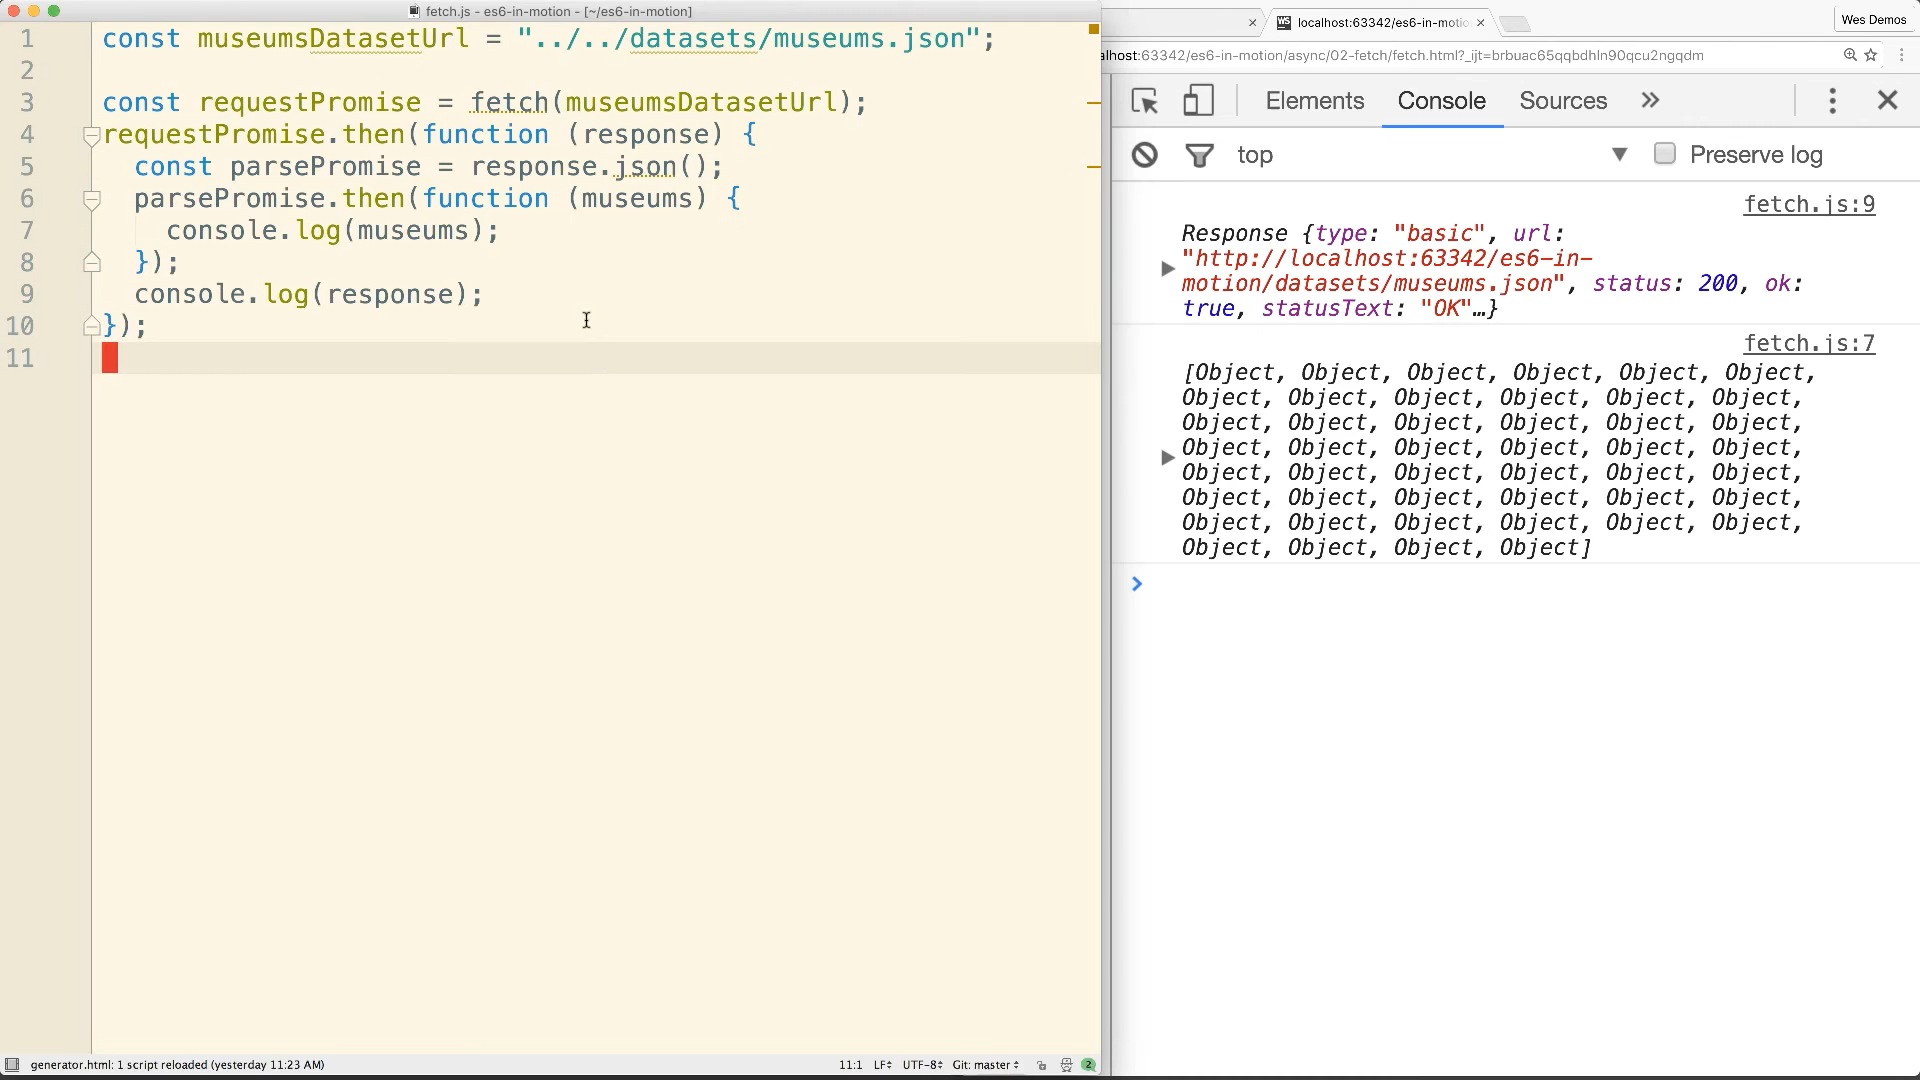 fetch.js - es6-in-motion - [~/es6-in-motion]
1 const museumsDatasetUrl = "../../datasets/museums.json";
2
3 const requestPromise = fetch(museumsDatasetUrl);
4 requestPromise.then(function (response) {
5 const parsePromise = response.json();
6 parsePromise.then(function (museums) {
7 console.log(museums);
8 });
9 console.log(response);
10 });
11
generator.html: 1 script reloaded (yesterday 11:23 AM)
11:1 LF UTF-8 Git: master 2
WS localhost:63342/es6-in-motio
Wes Demos
alhost:63342/es6-in-motion/async/02-fetch/fetch.html?_ijt=brbuac65qqbdhln90qcu2ngqdm
Elements Console Sources »
top Preserve log
fetch.js:9
Response {type: "basic", url:
"http://localhost:63342/es6-in-
motion/datasets/museums.json", status: 200, ok:
true, statusText: "OK"…}
fetch.js:7
[Object, Object, Object, Object, Object, Object,
Object, Object, Object, Object, Object, Object,
Object, Object, Object, Object, Object, Object,
Object, Object, Object, Object, Object, Object,
Object, Object, Object, Object, Object, Object,
Object, Object, Object, Object, Object, Object,
Object, Object, Object, Object, Object, Object,
Object, Object, Object, Object]